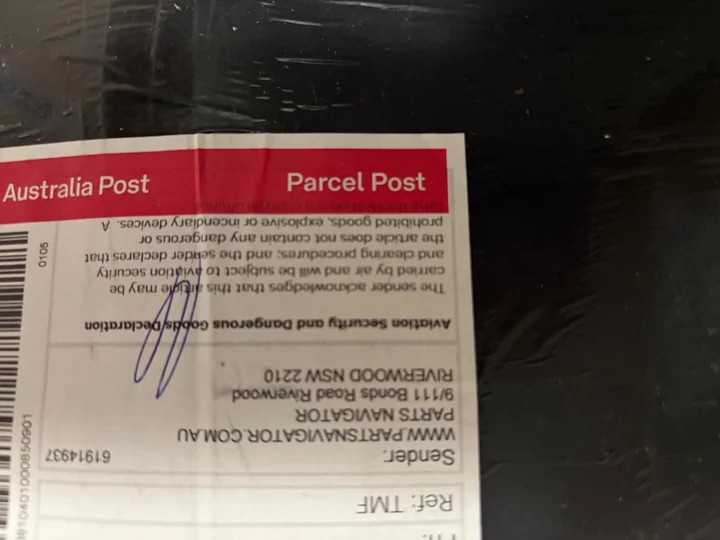 Australia Post Parcel Post
Ref: TMF
Sender: 61914937
WWW.PARTSNAVIGATOR.COM.AU
PARTS NAVIGATOR
9/111 Bonds Road Riverwood
RIVERWOOD NSW 2210
Aviation Security and Dangerous Goods Declaration
The sender acknowledges that this article may be
carried by air and will be subject to aviation security
and clearing procedures; and the sender declares that
the article does not contain any dangerous or
prohibited goods, explosive or incendiary devices. A
0105
81040100085090​1